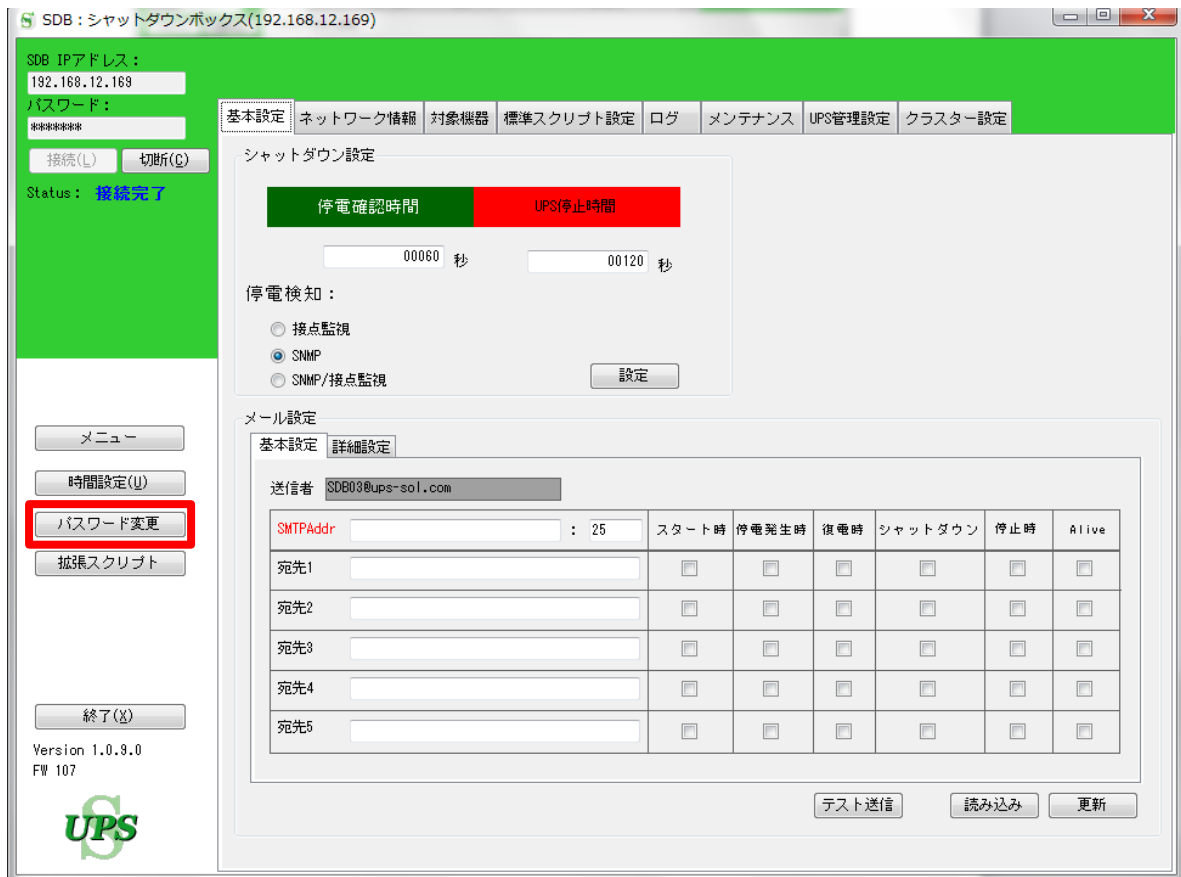 SDB：シャットダウンボックス(192.168.12.169)
SDB IPアドレス：
192.168.12.169
パスワード：
********
接続(L) 切断(C)
Status： 接続完了
メニュー
時間設定(U)
パスワード変更
拡張スクリプト
終了(X)
Version 1.0.9.0
FW 107
S
UPS
基本設定 ネットワーク情報 対象機器 標準スクリプト設定 ログ メンテナンス UPS管理設定 クラスター設定
シャットダウン設定
停電確認時間 UPS停止時間
00060 秒 00120 秒
停電検知：
接点監視
SNMP
SNMP/接点監視
設定
メール設定
基本設定 詳細設定
送信者 SDB03@ups-sol.com
SMTPAddr : 25 スタート時 停電発生時 復電時 シャットダウン 停止時 Alive
宛先1
宛先2
宛先3
宛先4
宛先5
テスト送信 読み込み 更新